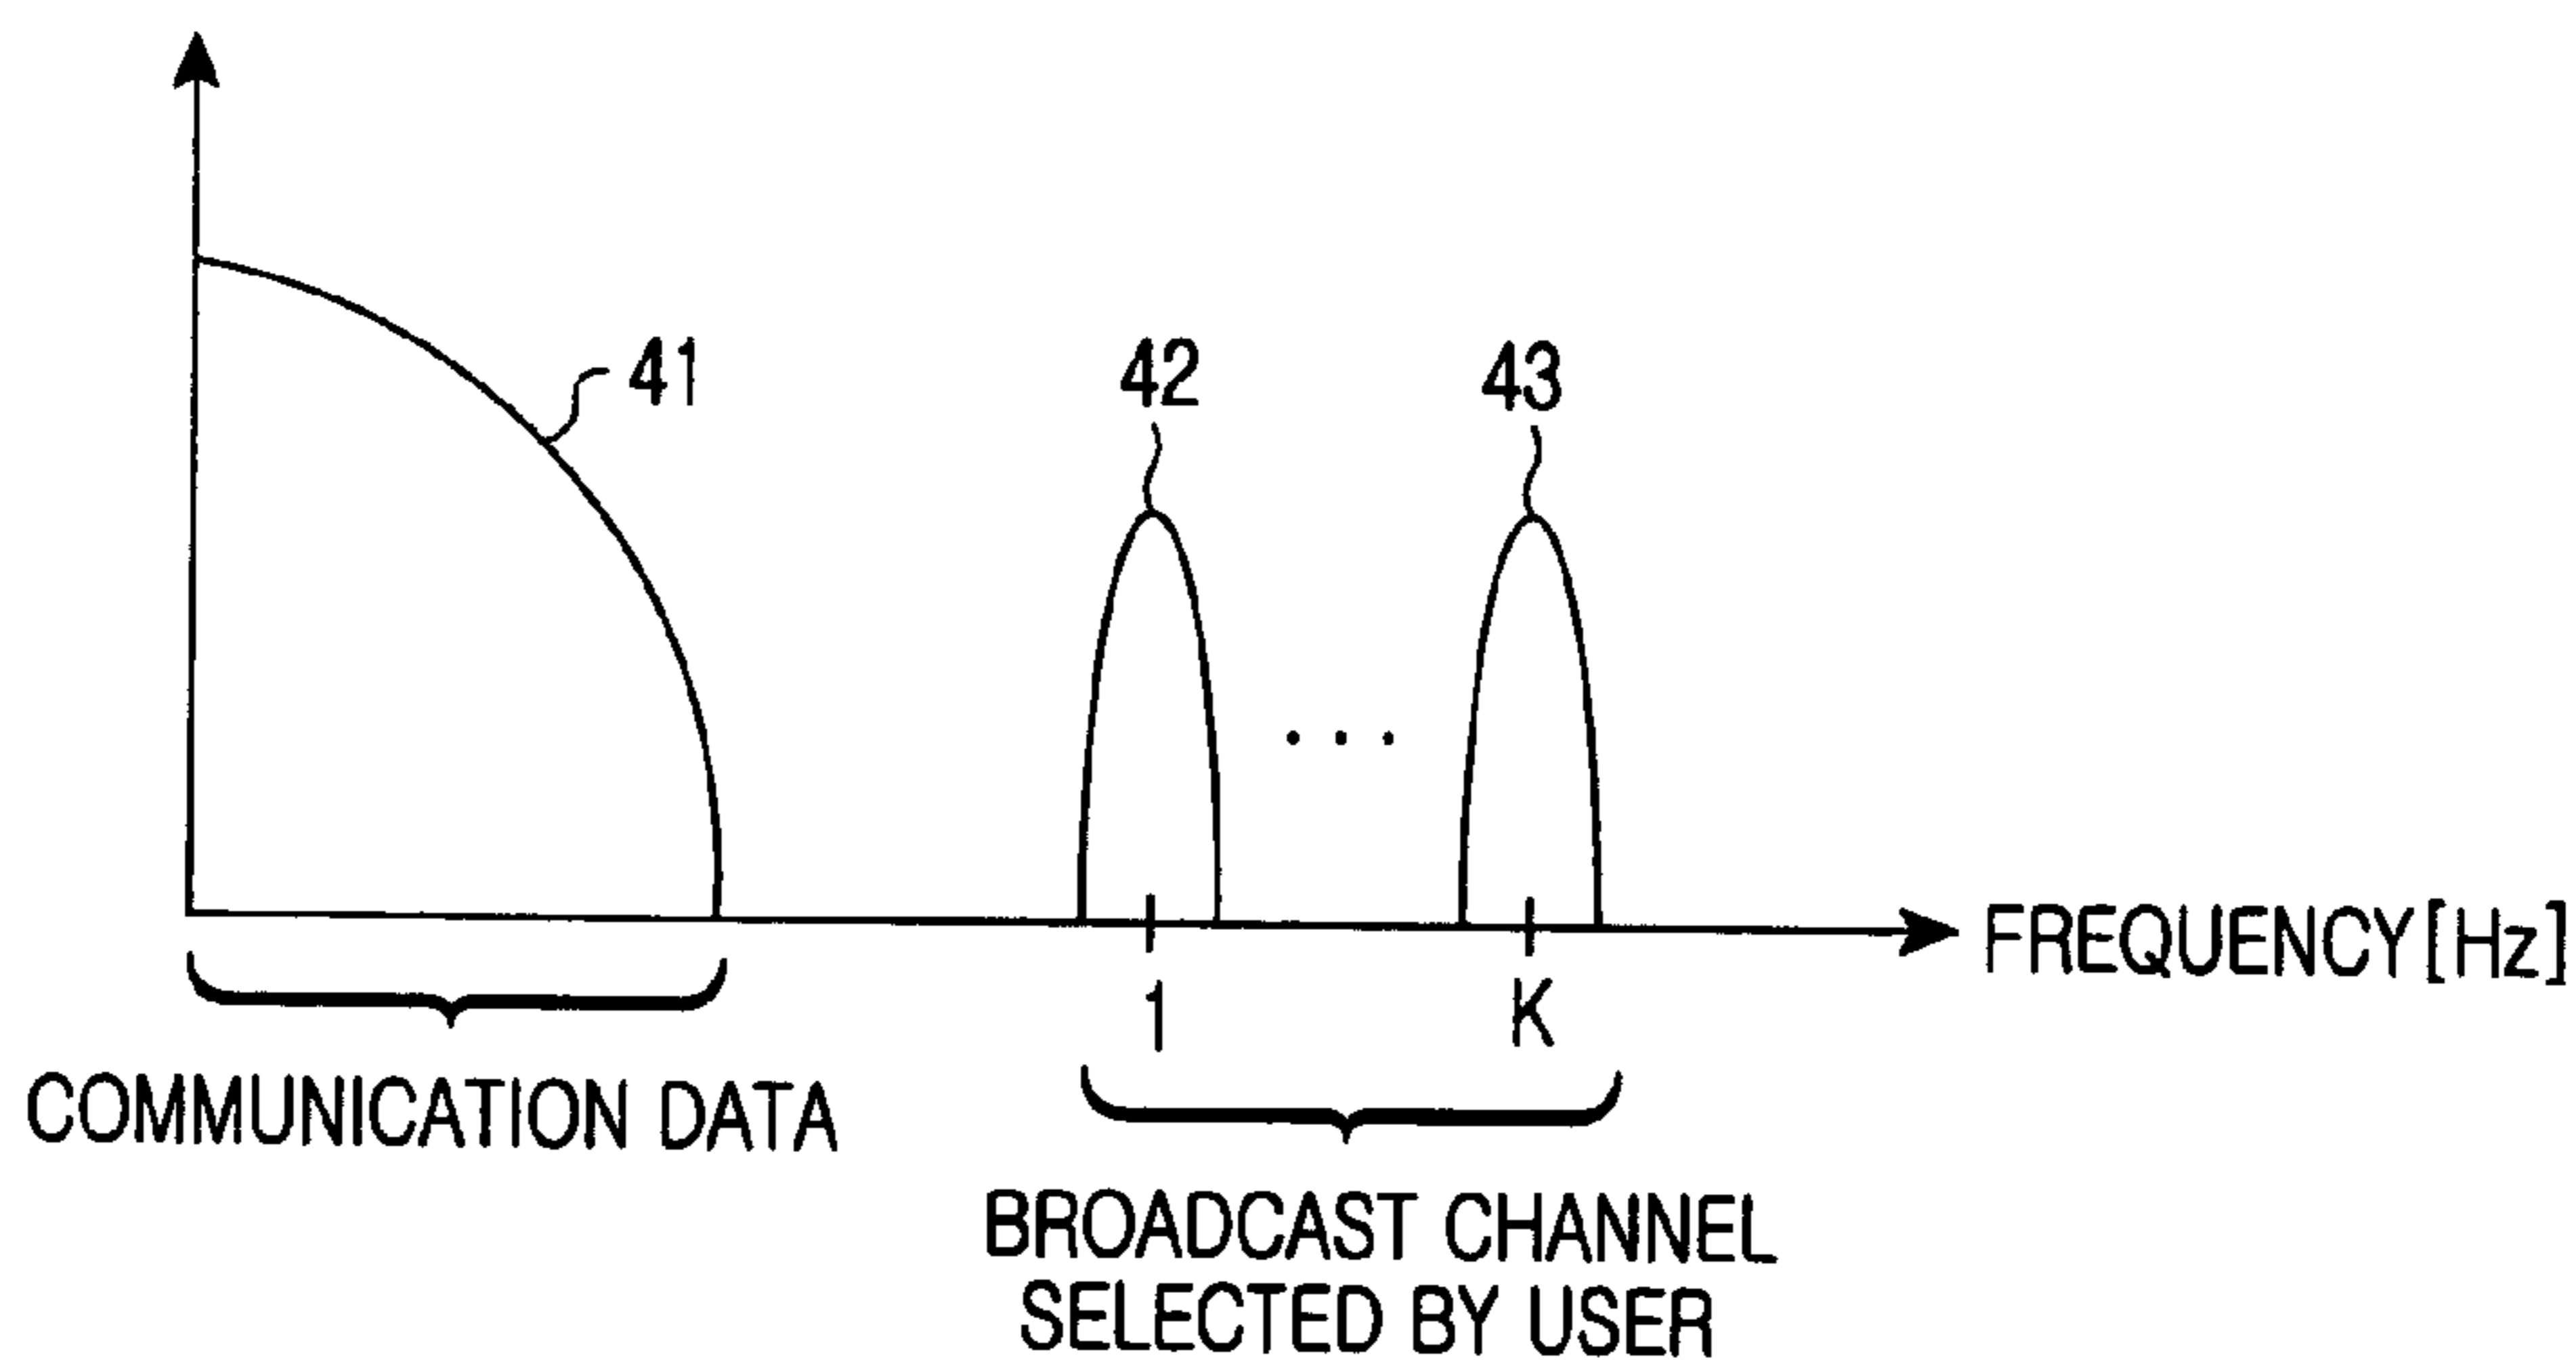 41
42
43
. . .
FREQUENCY[Hz]
1
K
COMMUNICATION DATA
BROADCAST CHANNEL
SELECTED BY USER